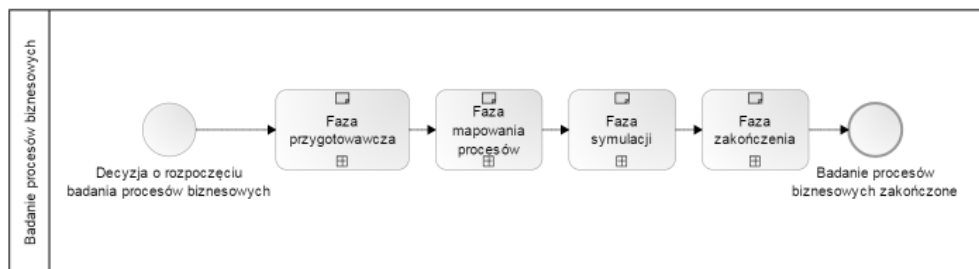 Badanie procesów biznesowych
Faza
przygotowawcza
Faza
mapowania
procesów
Faza
symulacji
Faza
zakończenia
Decyzja o rozpoczęciu
badania procesów biznesowych
Badanie procesów
biznesowych zakończone